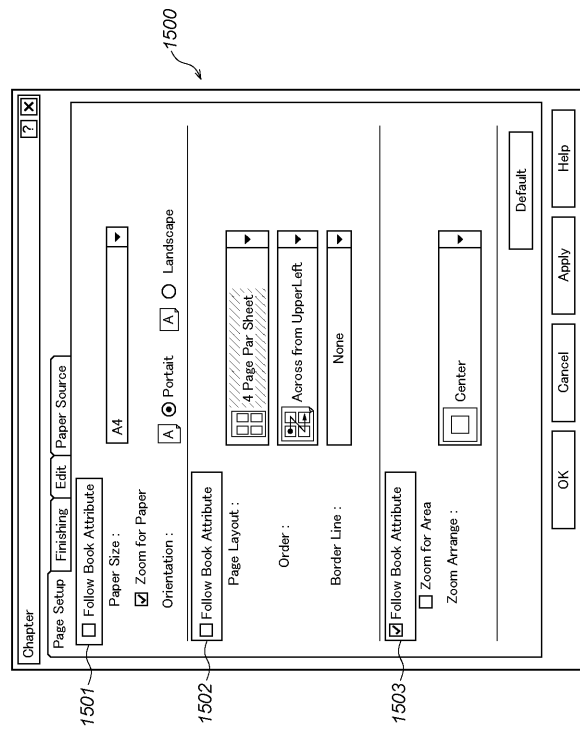 1500
Chapter
? ×
Page Setup Finishing Edit Paper Source
1501
Follow Book Attribute
Paper Size : A4
Zoom for Paper
Orientation : A Portait A Landscape
1502
Follow Book Attribute
Page Layout : 4 Page Par Sheet
Order : Across from UpperLeft
Border Line : None
1503
Follow Book Attribute
Zoom for Area
Zoom Arrange : Center
Default
OK Cancel Apply Help